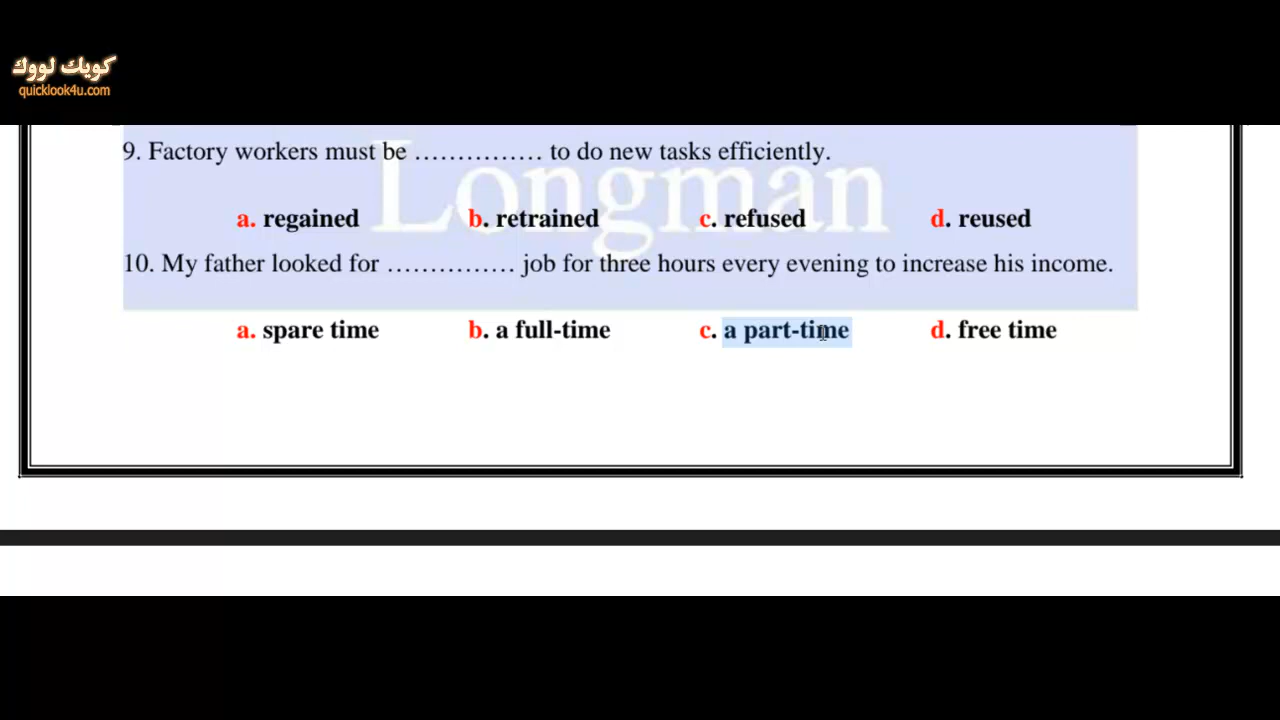 كويك لووك
quicklook4u.com
9. Factory workers must be …………… to do new tasks efficiently.
Longman
a. regained b. retrained c. refused d. reused
10. My father looked for …………… job for three hours every evening to increase his income.
a. spare time b. a full-time c. a part-time d. free time